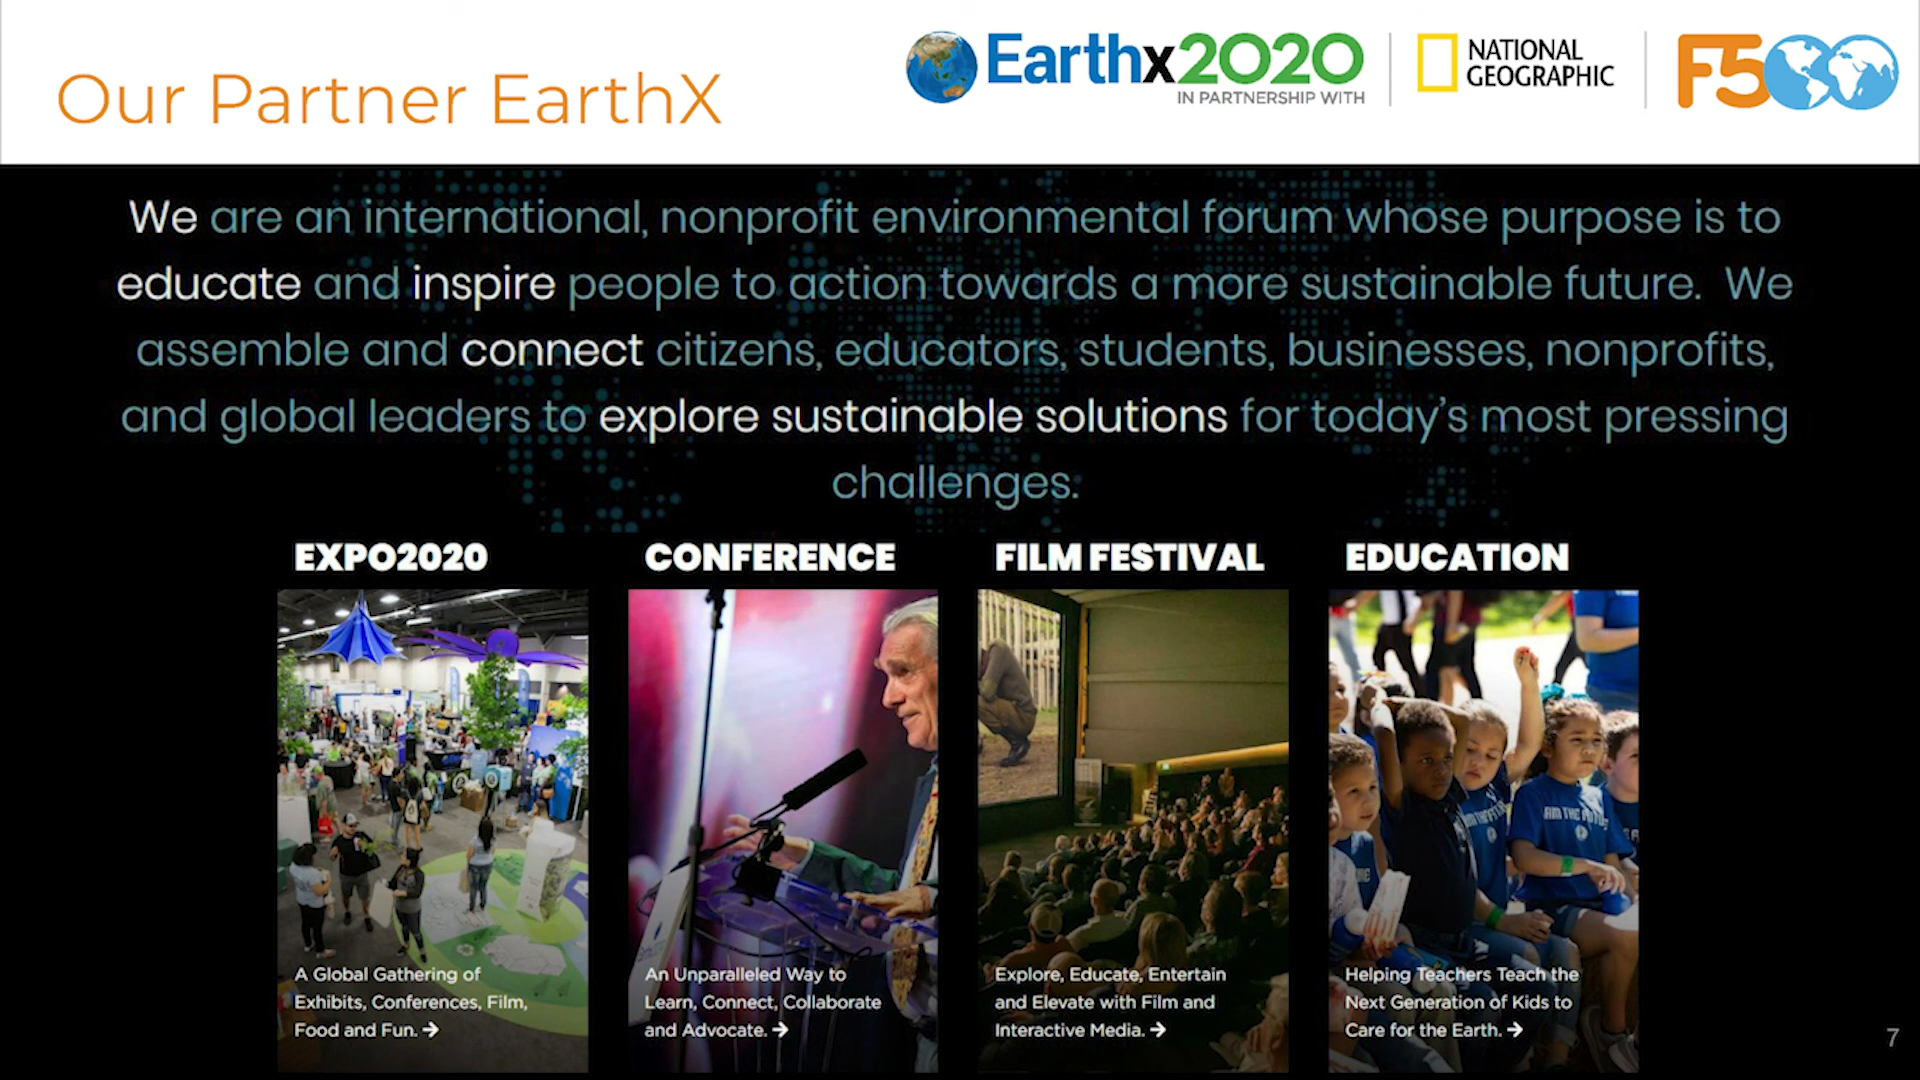 Our Partner EarthX
Earthx2020
IN PARTNERSHIP WITH
NATIONAL
GEOGRAPHIC
F500
We are an international, nonprofit environmental forum whose purpose is to
educate and inspire people to action towards a more sustainable future. We
assemble and connect citizens, educators, students, businesses, nonprofits,
and global leaders to explore sustainable solutions for today's most pressing
challenges.
EXPO2020
A Global Gathering of
Exhibits, Conferences, Film,
Food and Fun. →
CONFERENCE
An Unparalleled Way to
Learn, Connect, Collaborate
and Advocate. →
FILM FESTIVAL
Explore, Educate, Entertain
and Elevate with Film and
Interactive Media. →
EDUCATION
Helping Teachers Teach the
Next Generation of Kids to
Care for the Earth. →
7